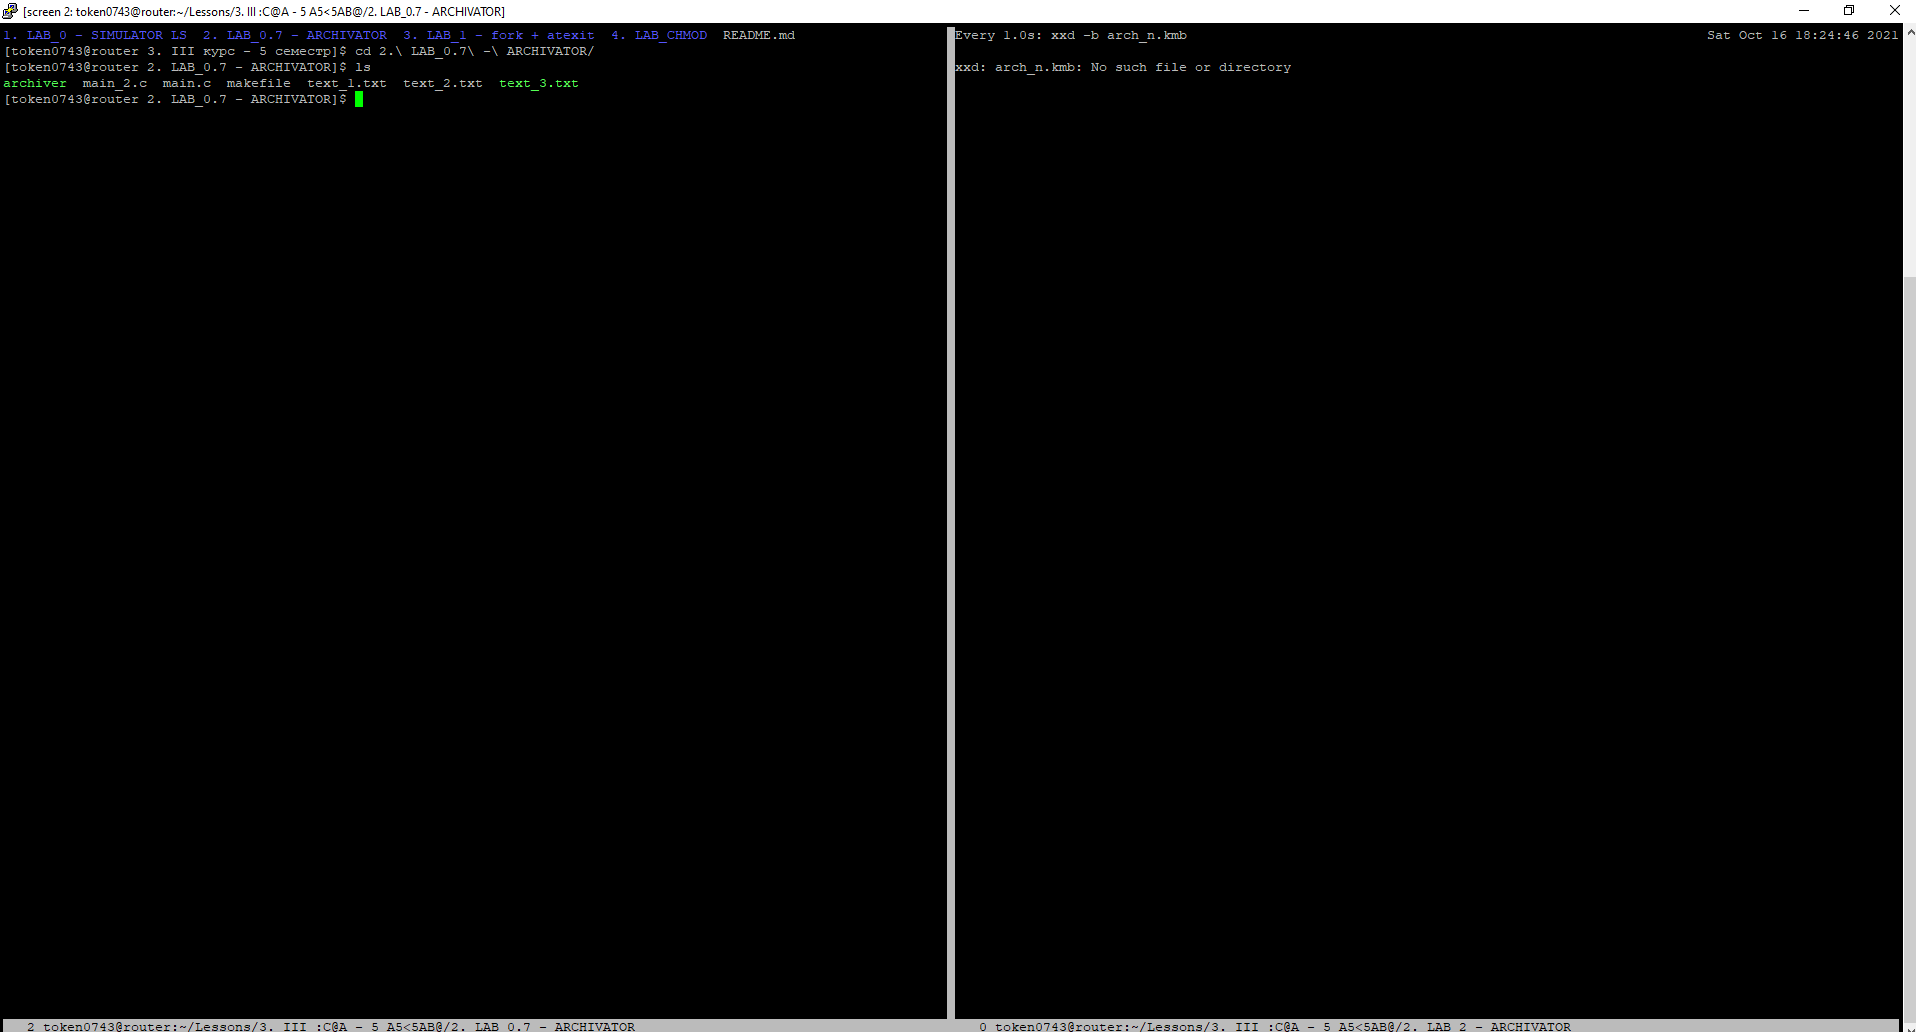 [screen 2: token0743@router:~/Lessons/3. III :C@A - 5 A5<5AB@/2. LAB_0.7 - ARCHIVATOR]
1. LAB_0 - SIMULATOR LS  2. LAB_0.7 - ARCHIVATOR  3. LAB_1 - fork + atexit  4. LAB_CHMOD  README.md
[token0743@router 3. III курс - 5 семестр]$ cd 2.\ LAB_0.7\ -\ ARCHIVATOR/
[token0743@router 2. LAB_0.7 - ARCHIVATOR]$ ls
archiver  main_2.c  main.c  makefile  text_1.txt  text_2.txt  text_3.txt
[token0743@router 2. LAB_0.7 - ARCHIVATOR]$
Every 1.0s: xxd -b arch_n.kmb  Sat Oct 16 18:24:46 2021
xxd: arch_n.kmb: No such file or directory
2 token0743@router:~/Lessons/3. III :C@A - 5 A5<5AB@/2. LAB_0.7 - ARCHIVATOR
0 token0743@router:~/Lessons/3. III :C@A - 5 A5<5AB@/2. LAB_2 - ARCHIVATOR